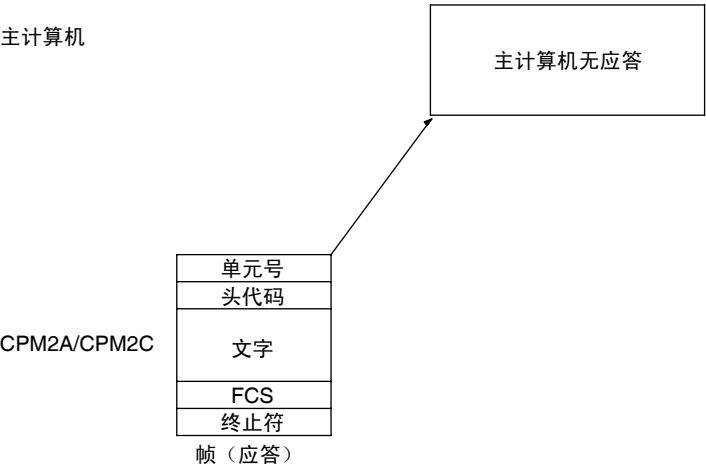 主计算机
主计算机无应答
单元号
头代码
CPM2A/CPM2C
文字
FCS
终止符
帧（应答）